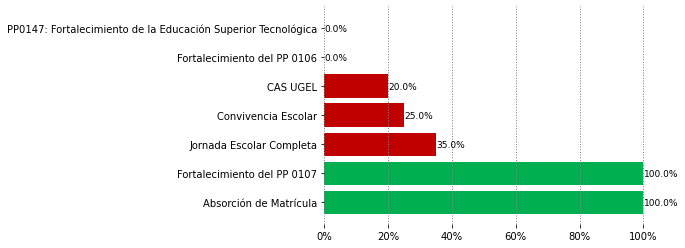 PP0147: Fortalecimiento de la Educación Superior Tecnológica 0.0%
Fortalecimiento del PP 0106 0.0%
CAS UGEL 20.0%
Convivencia Escolar 25.0%
Jornada Escolar Completa 35.0%
Fortalecimiento del PP 0107 100.0%
Absorción de Matrícula 100.0%
0% 20% 40% 60% 80% 100%